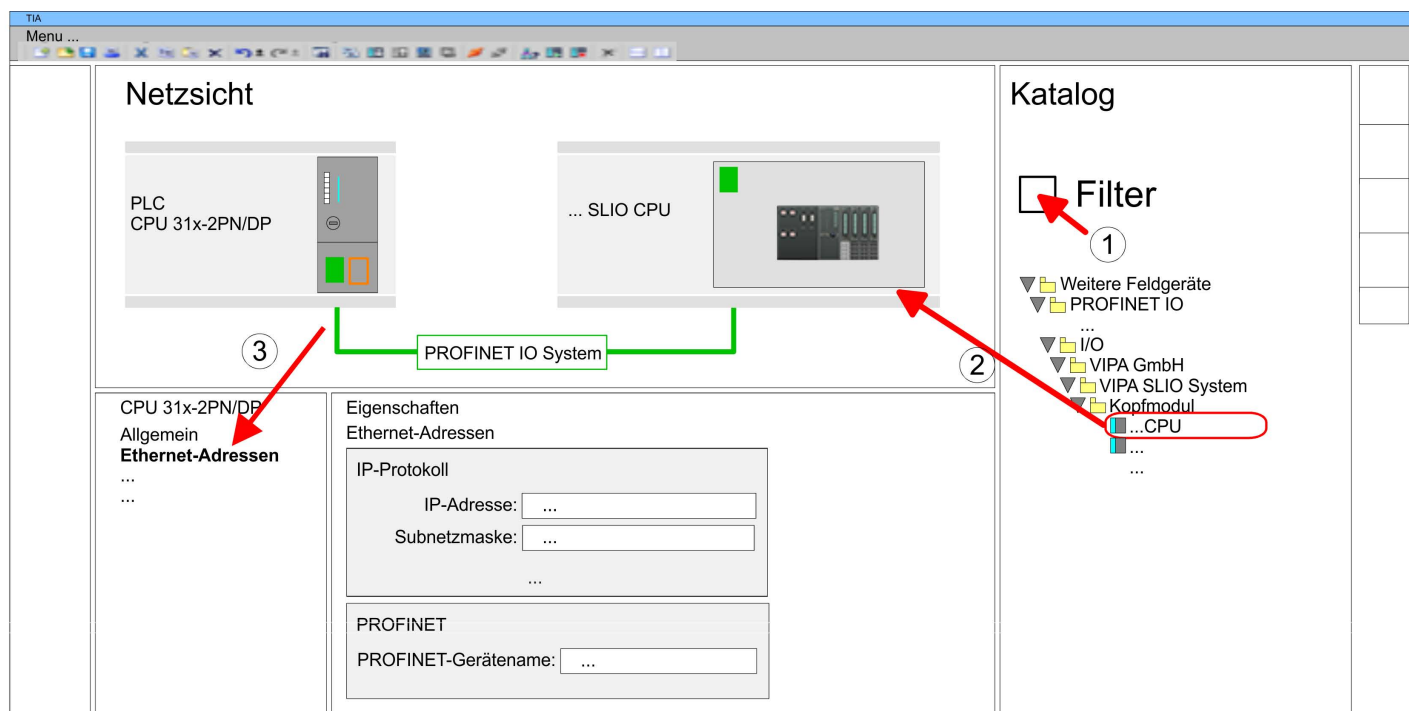 TIA
Menu ...
Netzsicht
PLC
CPU 31x-2PN/DP
... SLIO CPU
PROFINET IO System
3
2
Katalog
Filter
1
Weitere Feldgeräte
PROFINET IO
...
I/O
VIPA GmbH
VIPA SLIO System
Kopfmodul
...CPU
...
...
CPU 31x-2PN/DP
Allgemein
Ethernet-Adressen
...
...
Eigenschaften
Ethernet-Adressen
IP-Protokoll
IP-Adresse: ...
Subnetzmaske: ...
...
PROFINET
PROFINET-Gerätename: ...